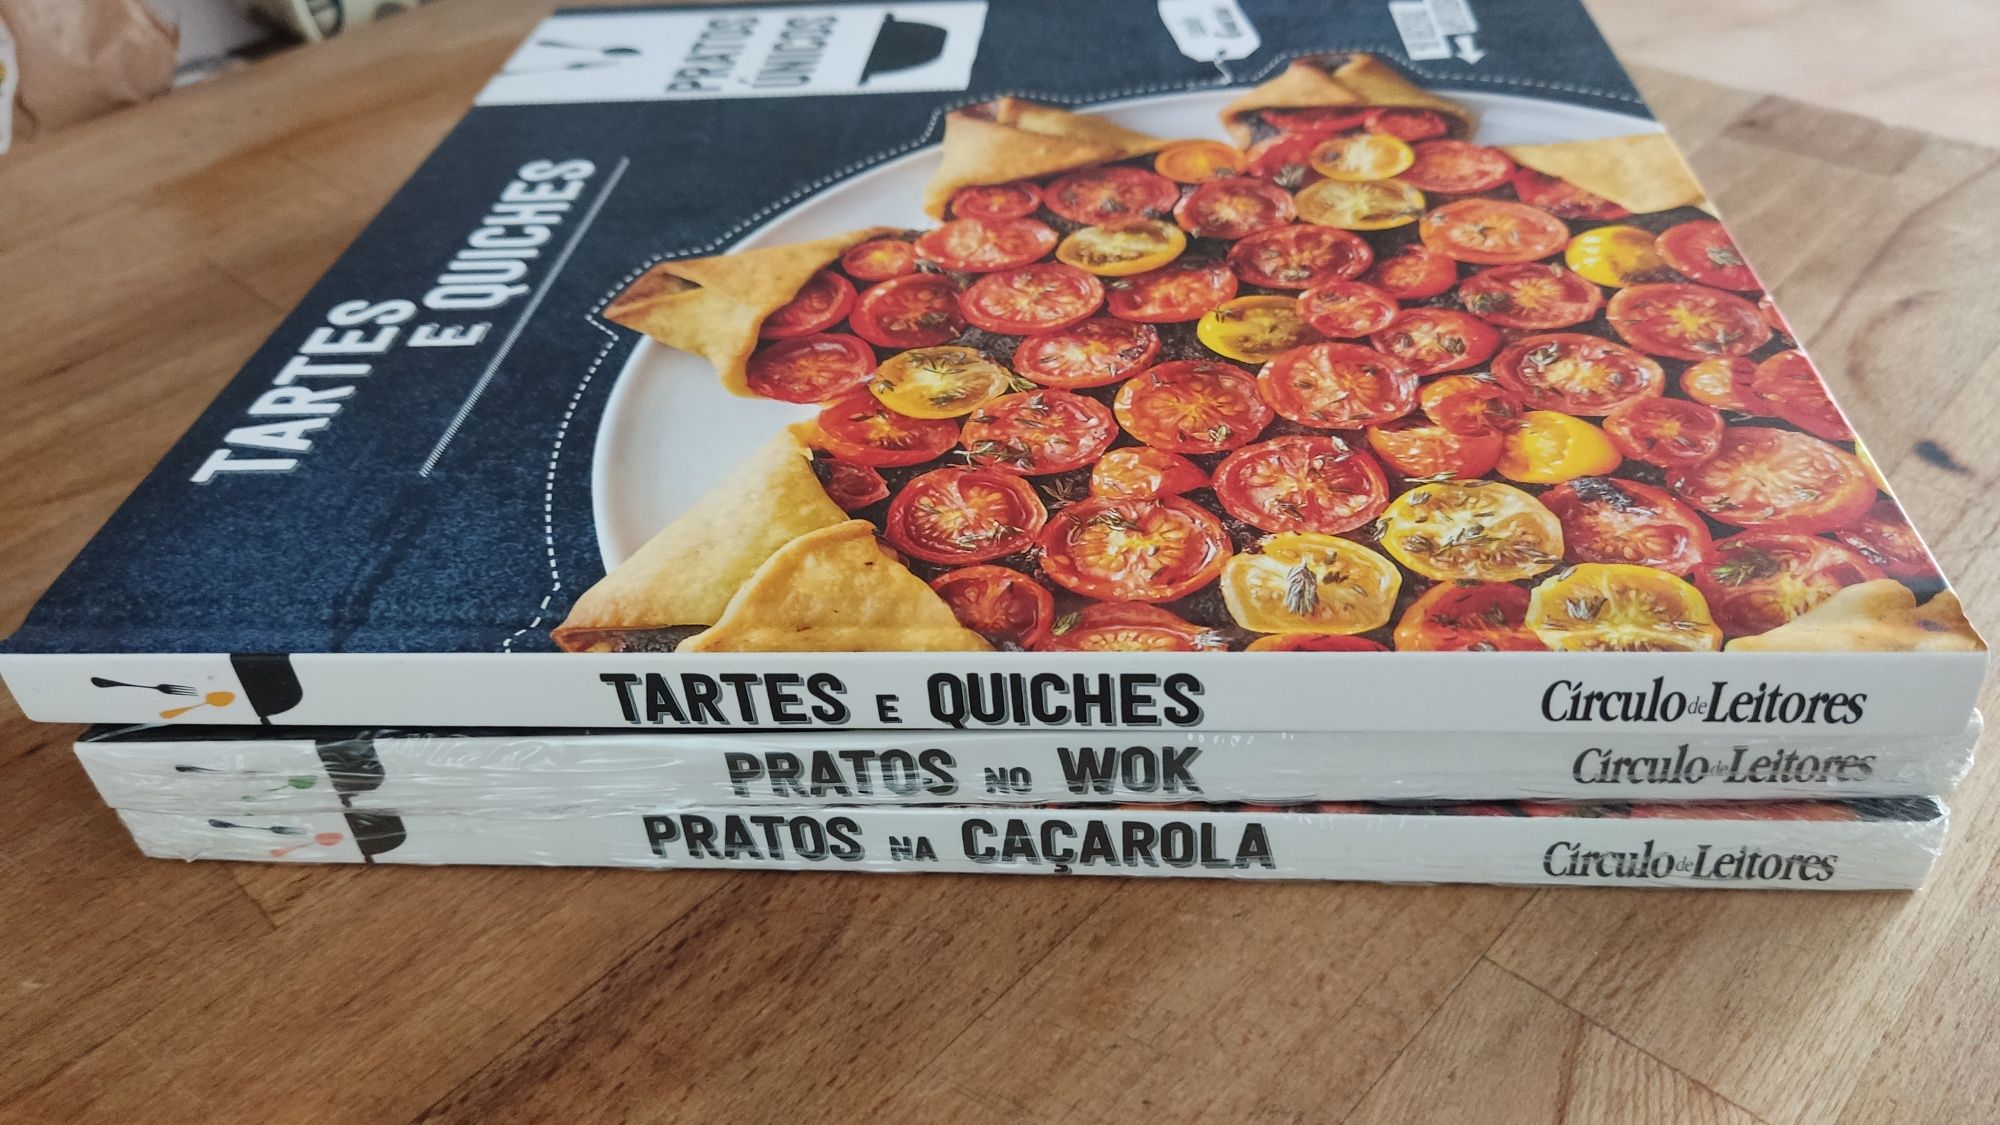 PRATOS
ÚNICOS
TARTES
E QUICHES
TARTES E QUICHES
Círculo de Leitores
PRATOS NO WOK
Círculo de Leitores
PRATOS NA CAÇAROLA
Círculo de Leitores